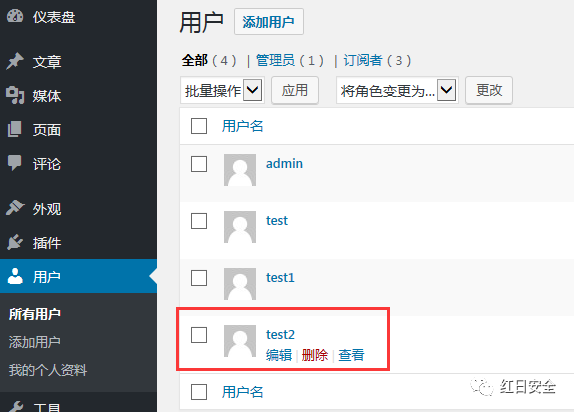 仪表盘
文章
媒体
页面
评论
外观
插件
用户
所有用户
添加用户
我的个人资料
工具
用户 添加用户
全部（4） | 管理员（1） | 订阅者（3）
批量操作 应用 将角色变更为... 更改
用户名
admin
test
test1
test2
编辑 | 删除 | 查看
用户名
红日安全